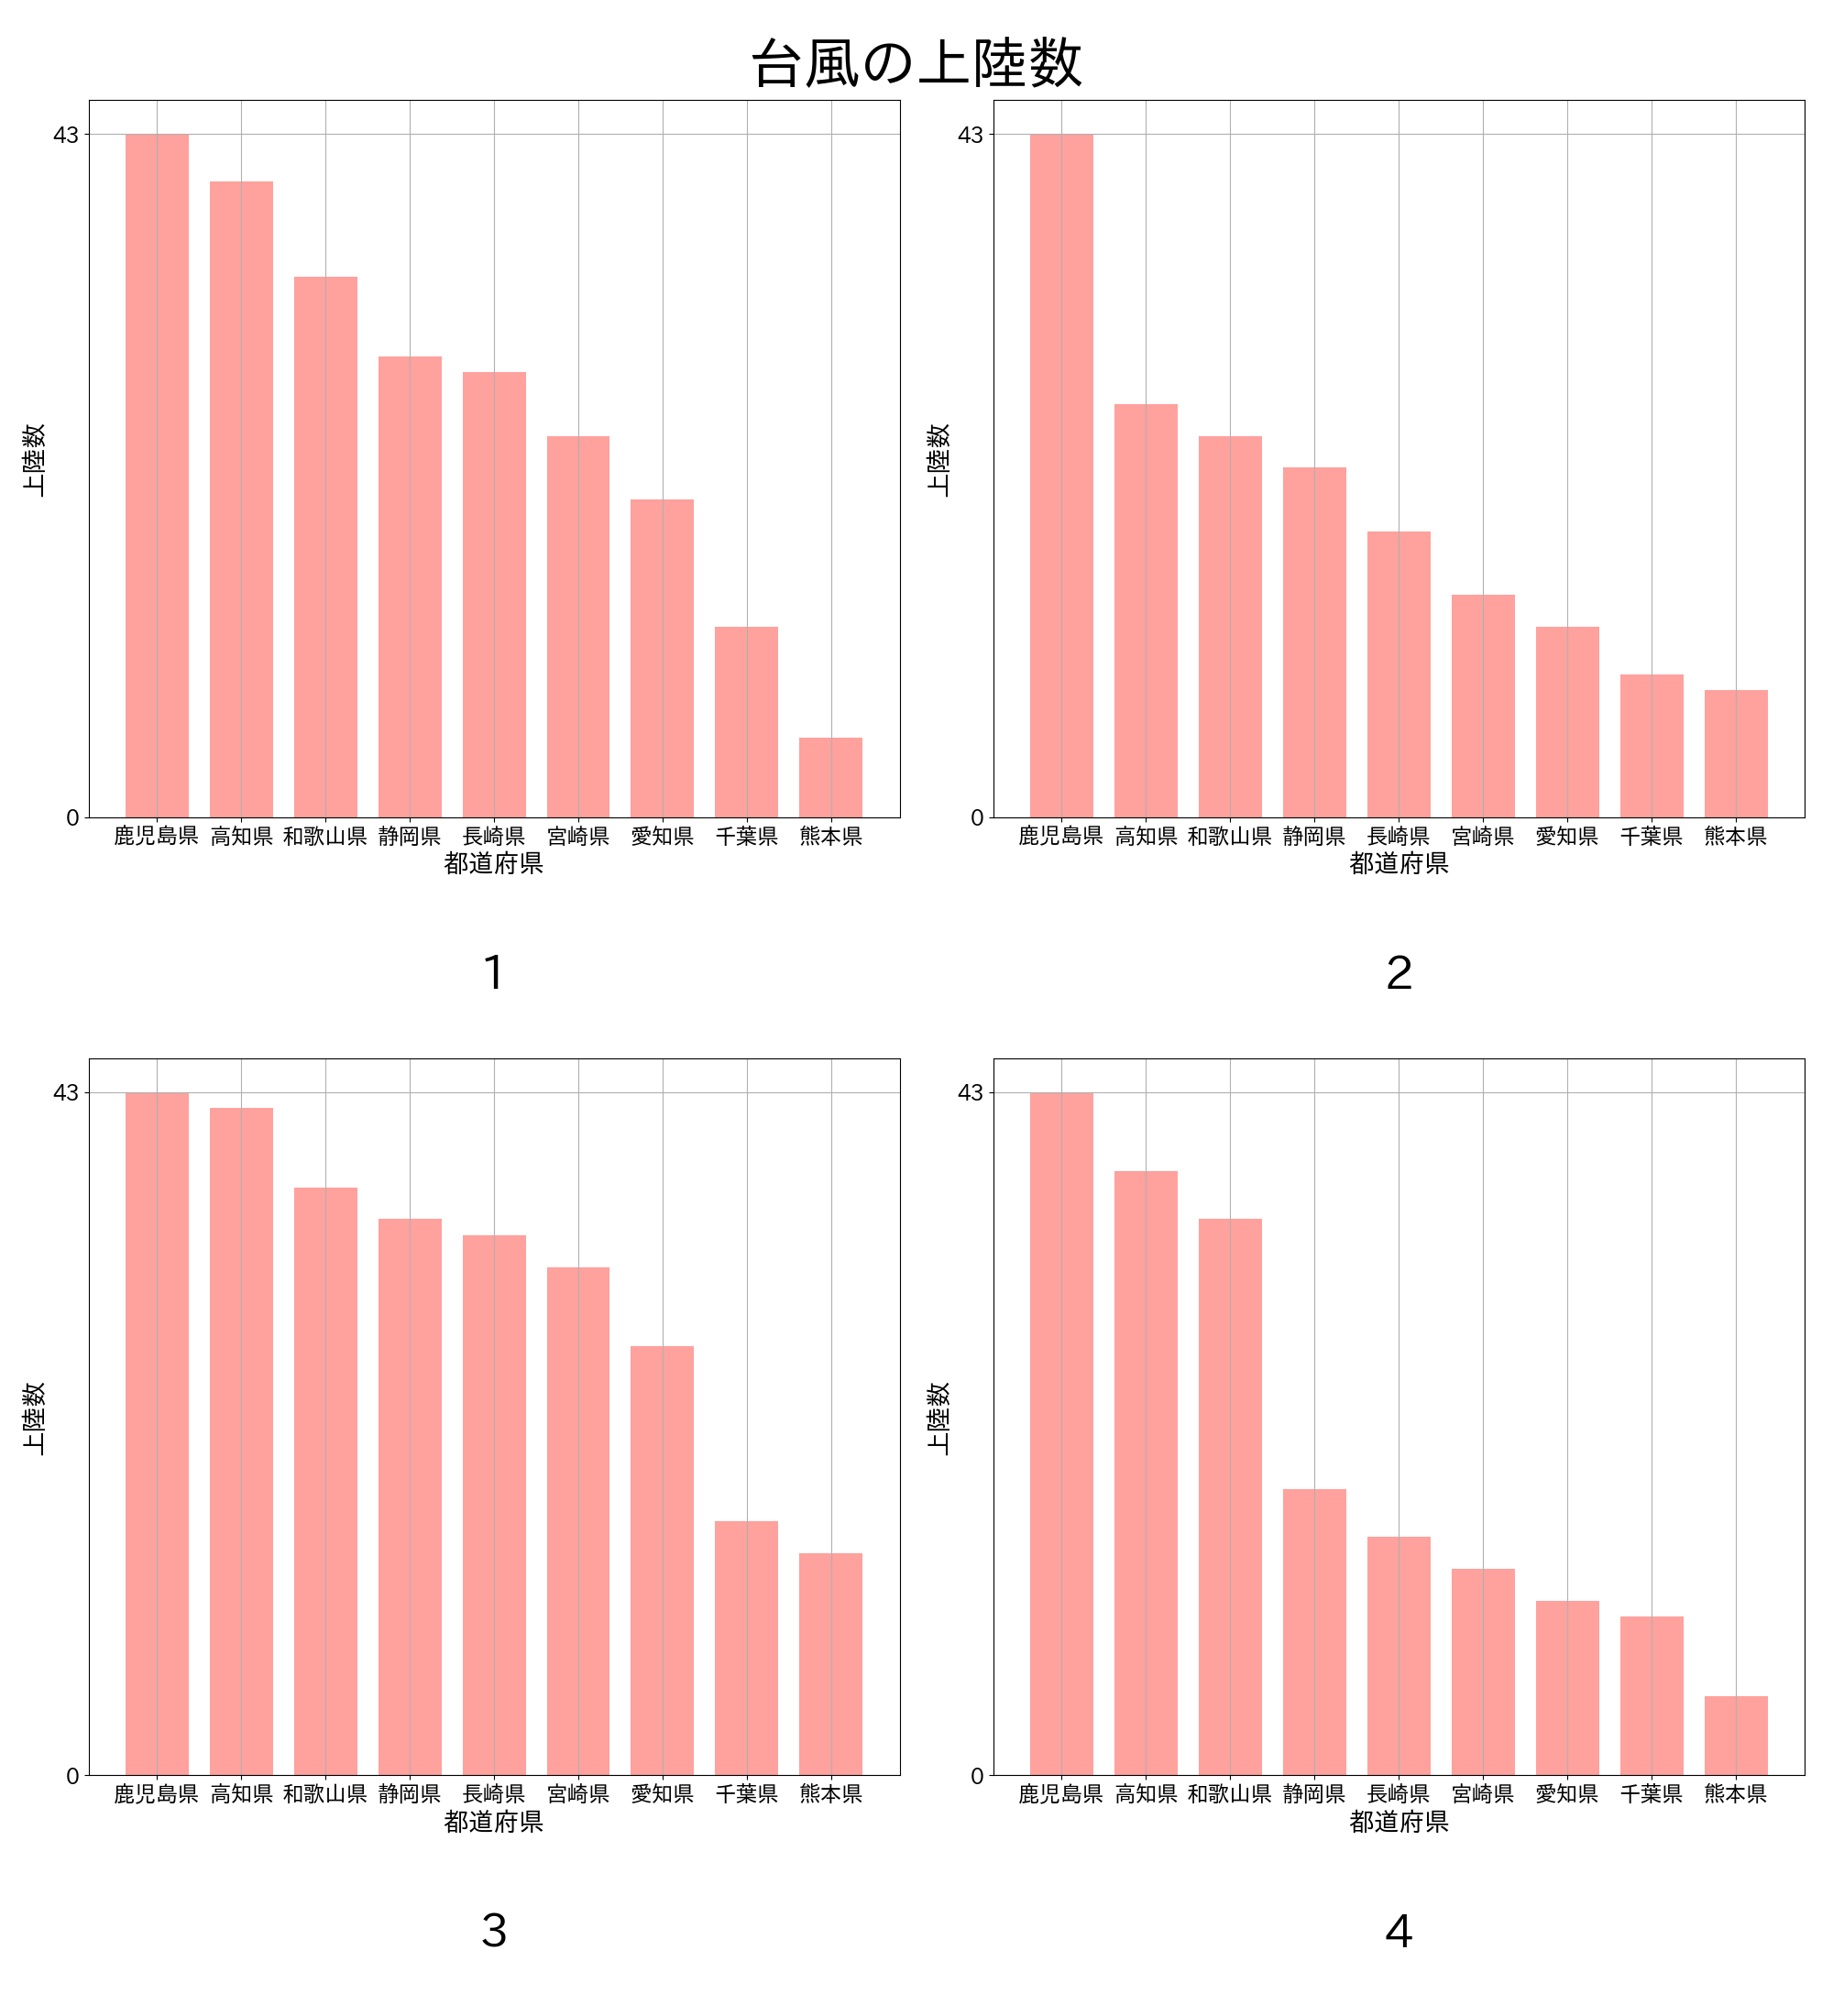 台風の上陸数
43
0
上陸数
鹿児島県 高知県 和歌山県 静岡県 長崎県 宮崎県 愛知県 千葉県 熊本県
都道府県
1
43
0
上陸数
鹿児島県 高知県 和歌山県 静岡県 長崎県 宮崎県 愛知県 千葉県 熊本県
都道府県
2
43
0
上陸数
鹿児島県 高知県 和歌山県 静岡県 長崎県 宮崎県 愛知県 千葉県 熊本県
都道府県
3
43
0
上陸数
鹿児島県 高知県 和歌山県 静岡県 長崎県 宮崎県 愛知県 千葉県 熊本県
都道府県
4